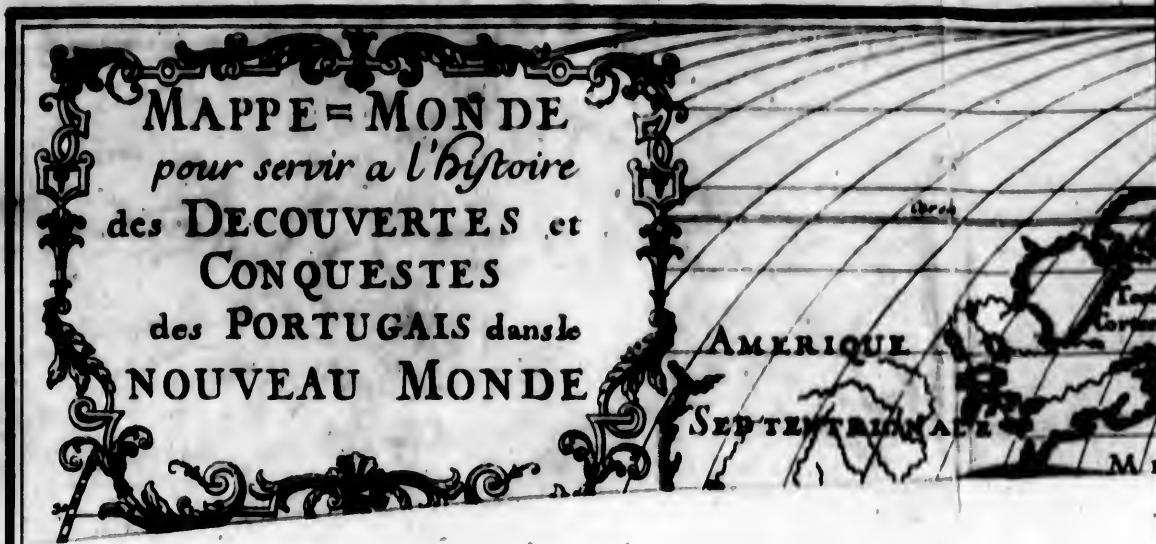 MAPPE=MONDE
pour servir a l'hiſtoire
des DECOUVERTES et
CONQUESTES
des PORTUGAIS dans le
NOUVEAU MONDE
AMERIQUE
SEPTENTRIONALE